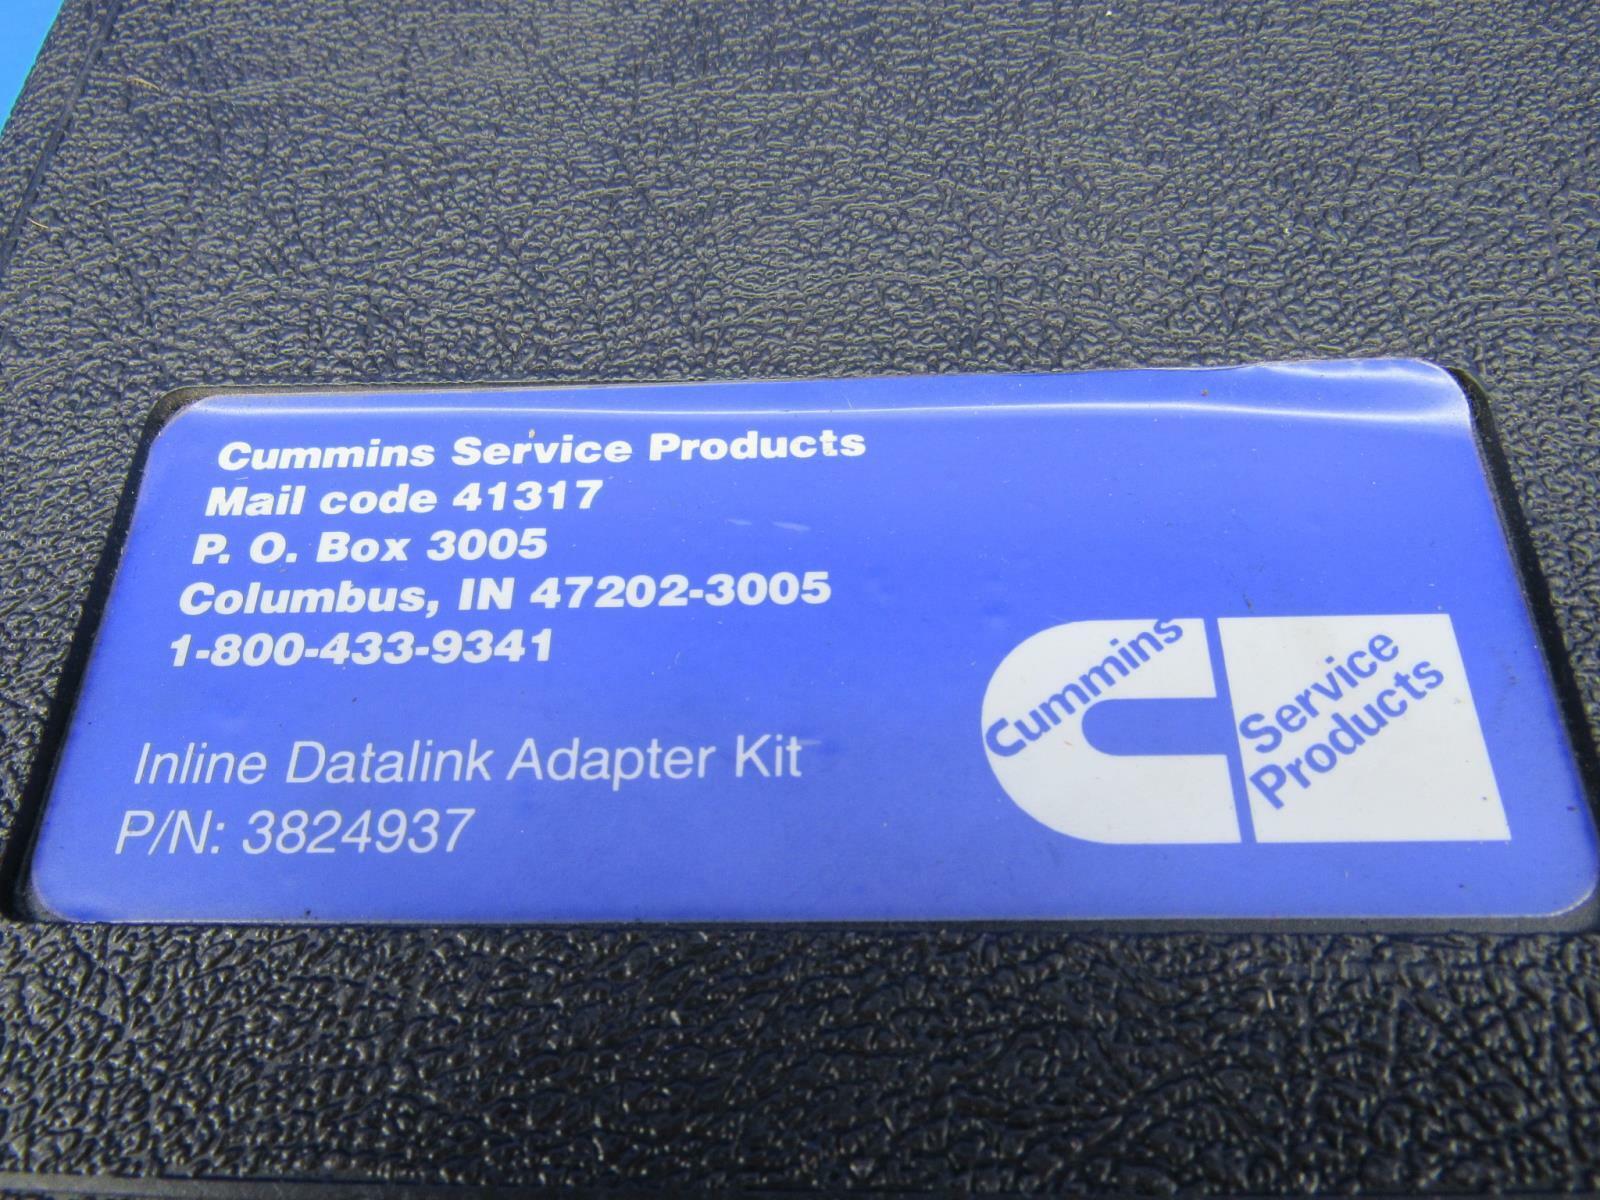 Cummins Service Products
Mail code 41317
P. O. Box 3005
Columbus, IN 47202-3005
1-800-433-9341
Inline Datalink Adapter Kit
P/N: 3824937
Cummins
Service
Products